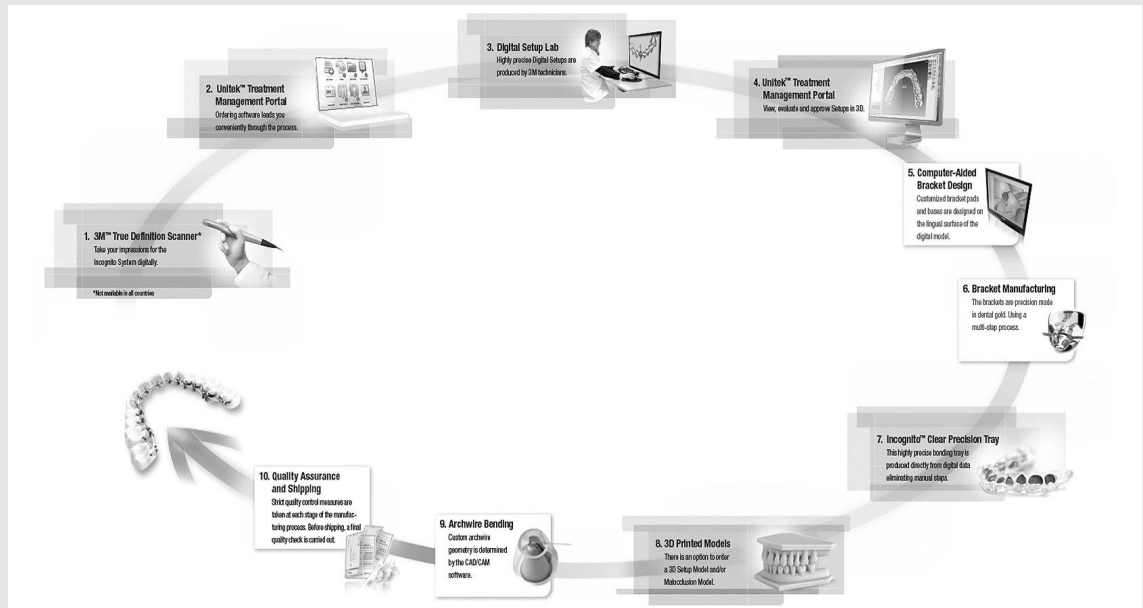 1. 3M™ True Definition Scanner*
Take your impressions for the
Incognito System digitally.
*Not available in all countries
2. Unitek™ Treatment
Management Portal
Ordering software leads you
conveniently through the process.
3. Digital Setup Lab
Highly precise Digital Setups are
produced by 3M technicians.
4. Unitek™ Treatment
Management Portal
View, evaluate and approve Setups in 3D.
5. Computer-Aided
Bracket Design
Customized bracket pads
and bases are designed on
the lingual surface of the
digital model.
6. Bracket Manufacturing
The brackets are precision made
in dental gold. Using a
multi-step process.
7. Incognito™ Clear Precision Tray
This highly precise bonding tray is
produced directly from digital data
eliminating manual steps.
8. 3D Printed Models
There is an option to order
a 3D Setup Model and/or
Malocclusion Model.
9. Archwire Bending
Custom archwire
geometry is determined
by the CAD/CAM
software.
10. Quality Assurance
and Shipping
Strict quality control measures are
taken at each stage of the manufac-
turing process. Before shipping, a final
quality check is carried out.